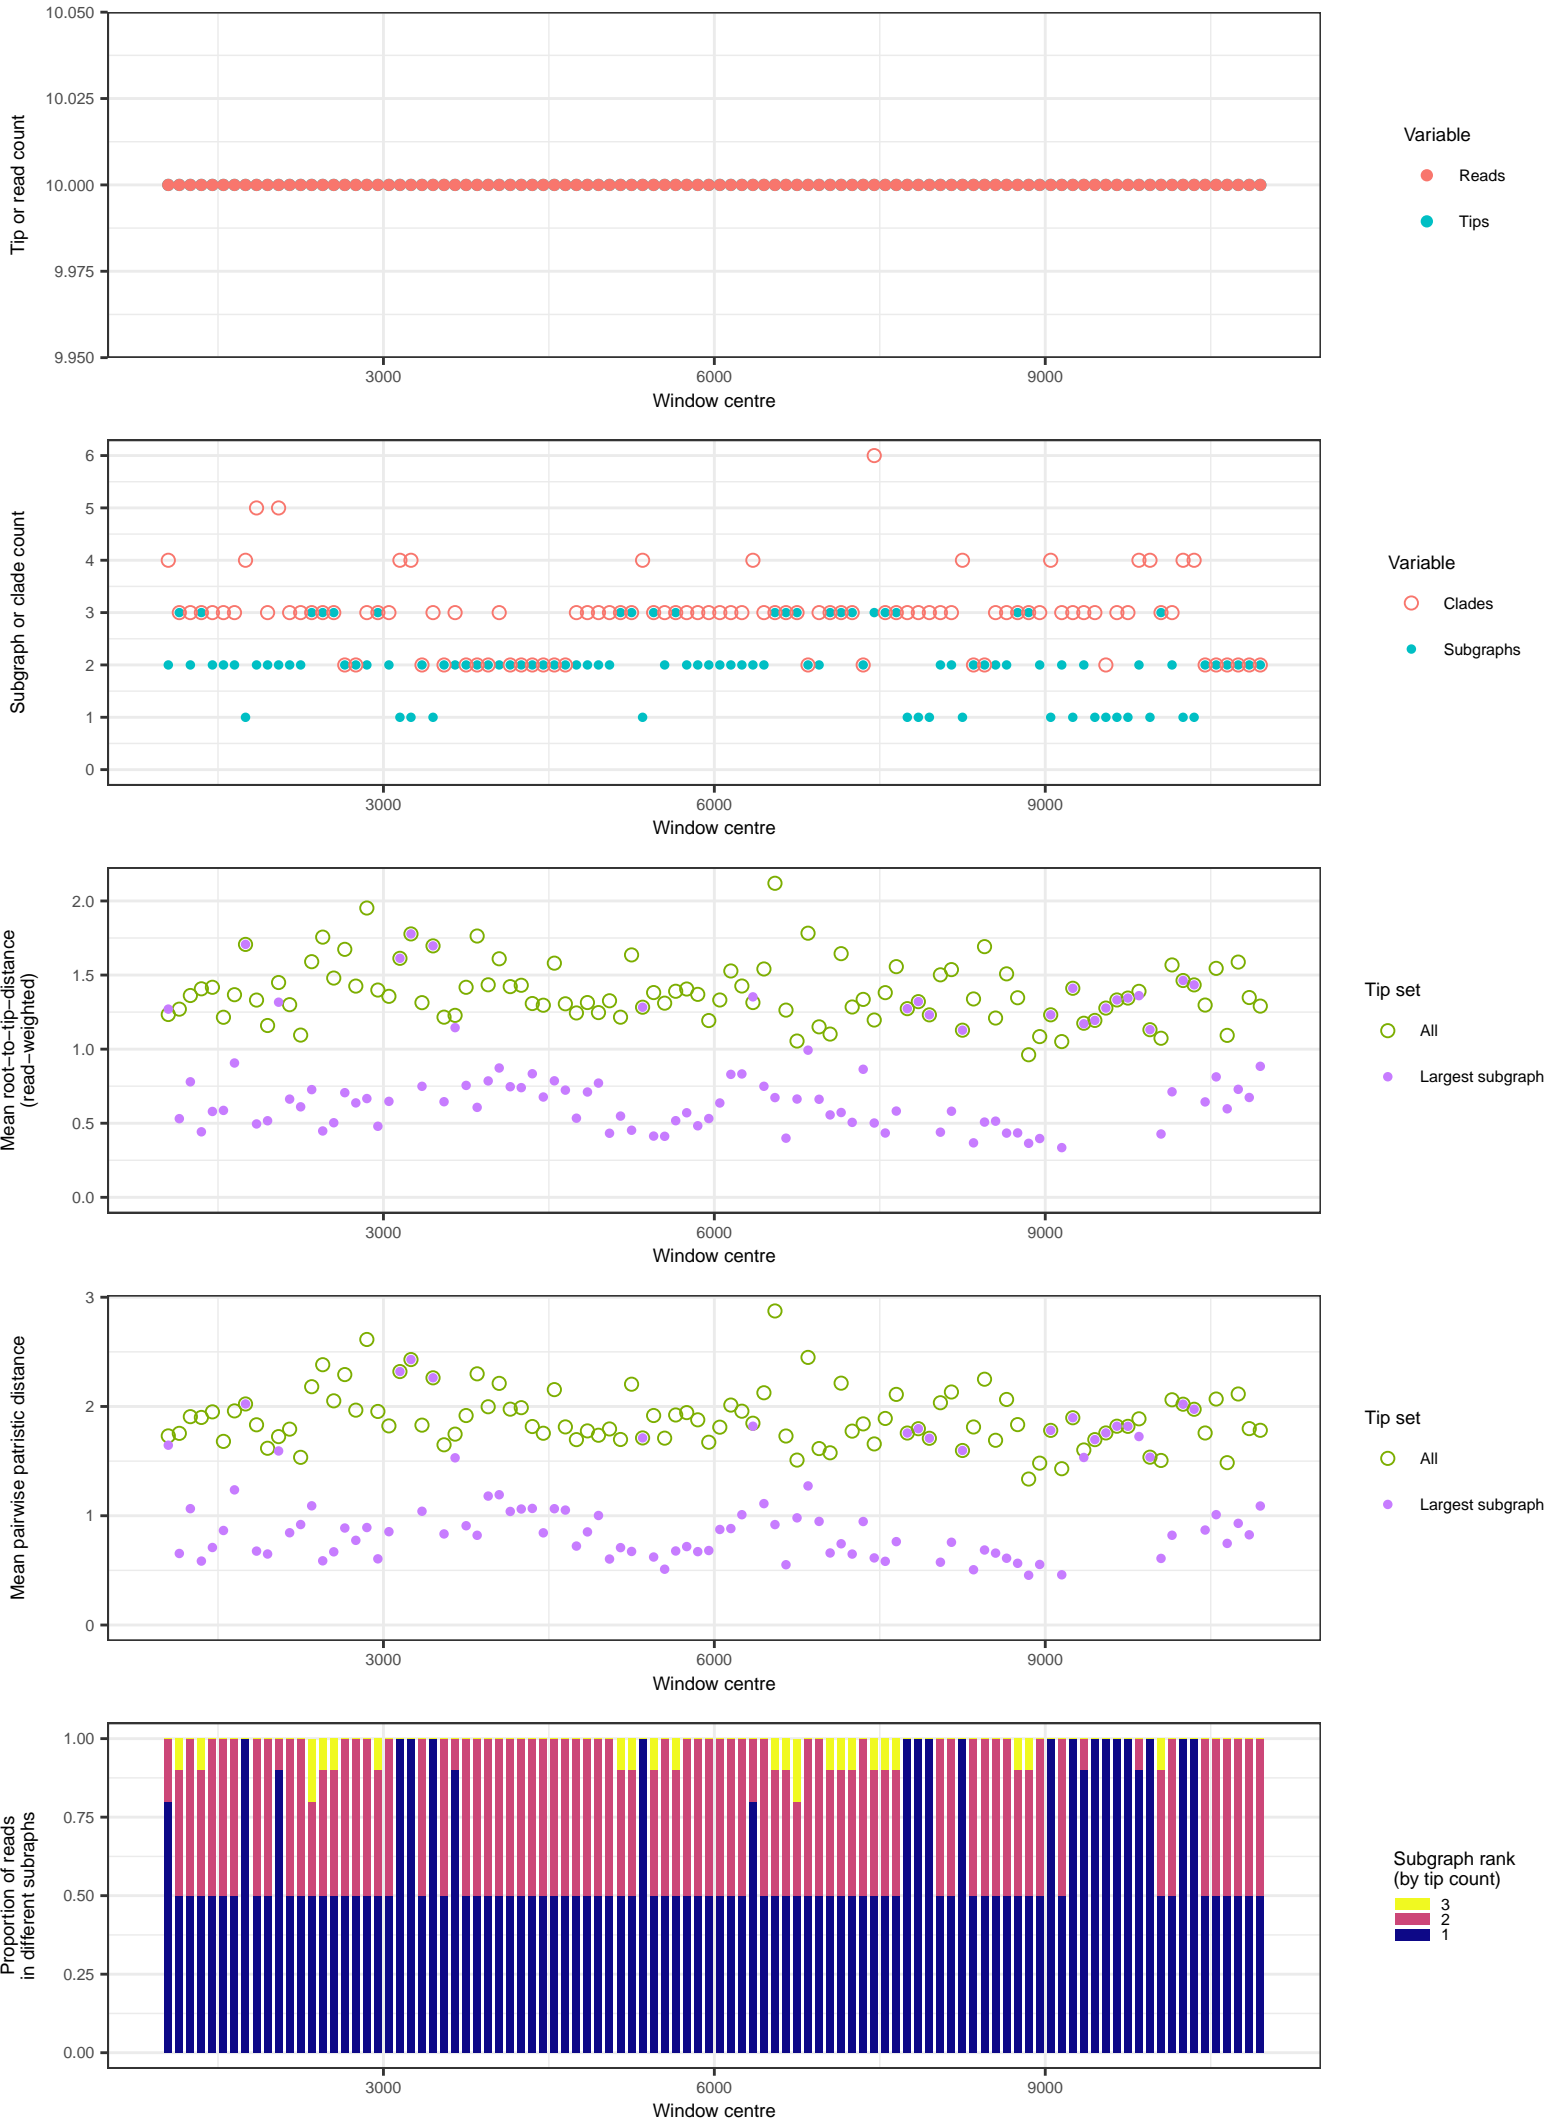 10.050
10.025
10.000
9.975
9.950
Tip or read count
3000
6000
9000
Window centre
Variable
Reads
Tips
6
5
4
3
2
1
0
Subgraph or clade count
3000
6000
9000
Window centre
Variable
Clades
Subgraphs
2.0
1.5
1.0
0.5
0.0
Mean root−to−tip−distance
(read−weighted)
3000
6000
9000
Window centre
Tip set
All
Largest subgraph
3
2
1
0
Mean pairwise patristic distance
3000
6000
9000
Window centre
Tip set
All
Largest subgraph
1.00
0.75
0.50
0.25
0.00
Proportion of reads
in different subraphs
3000
6000
9000
Window centre
Subgraph rank
(by tip count)
3
2
1